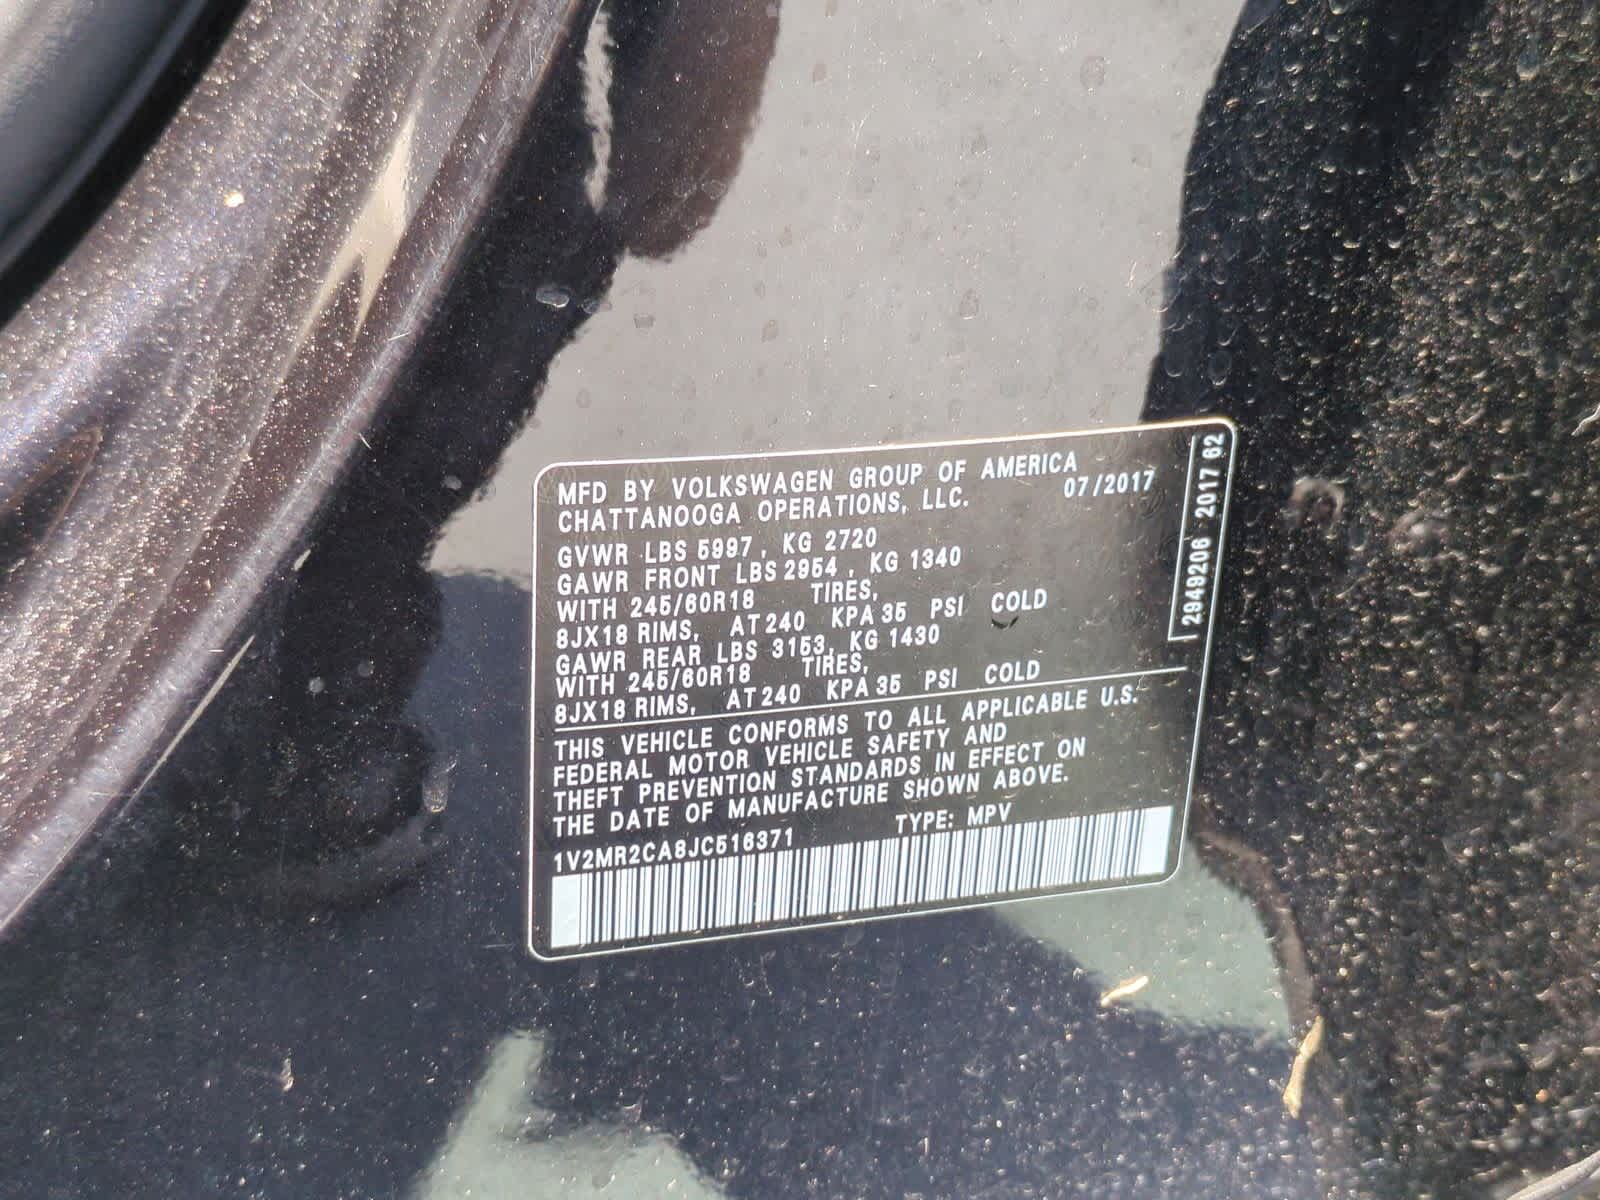 MFD BY VOLKSWAGEN GROUP OF AMERICA
CHATTANOOGA OPERATIONS, LLC. 07/2017
GVWR LBS 5997, KG 2720
GAWR FRONT LBS 2954, KG 1340
WITH 245/60R18 TIRES,
8JX18 RIMS, AT 240 KPA 35 PSI COLD
GAWR REAR LBS 3153, KG 1430
WITH 245/60R18 TIRES,
8JX18 RIMS, AT 240 KPA 35 PSI COLD
THIS VEHICLE CONFORMS TO ALL APPLICABLE U.S.
FEDERAL MOTOR VEHICLE SAFETY AND
THEFT PREVENTION STANDARDS IN EFFECT ON
THE DATE OF MANUFACTURE SHOWN ABOVE.
1V2MR2CA8JC516371 TYPE: MPV
2949206 2017 62